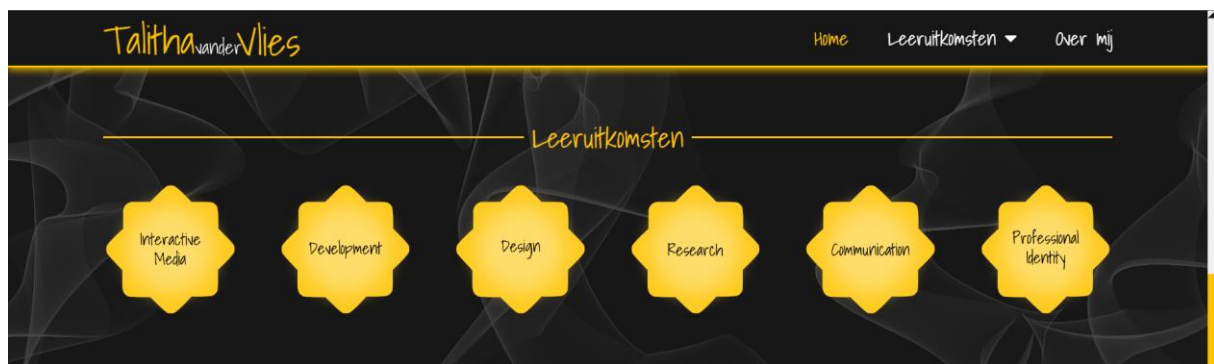 TalithavanderVlies
Home Leeruitkomsten Over mij
Leeruitkomsten
Interactive
Media
Development
Design
Research
Communication
Professional
Identity